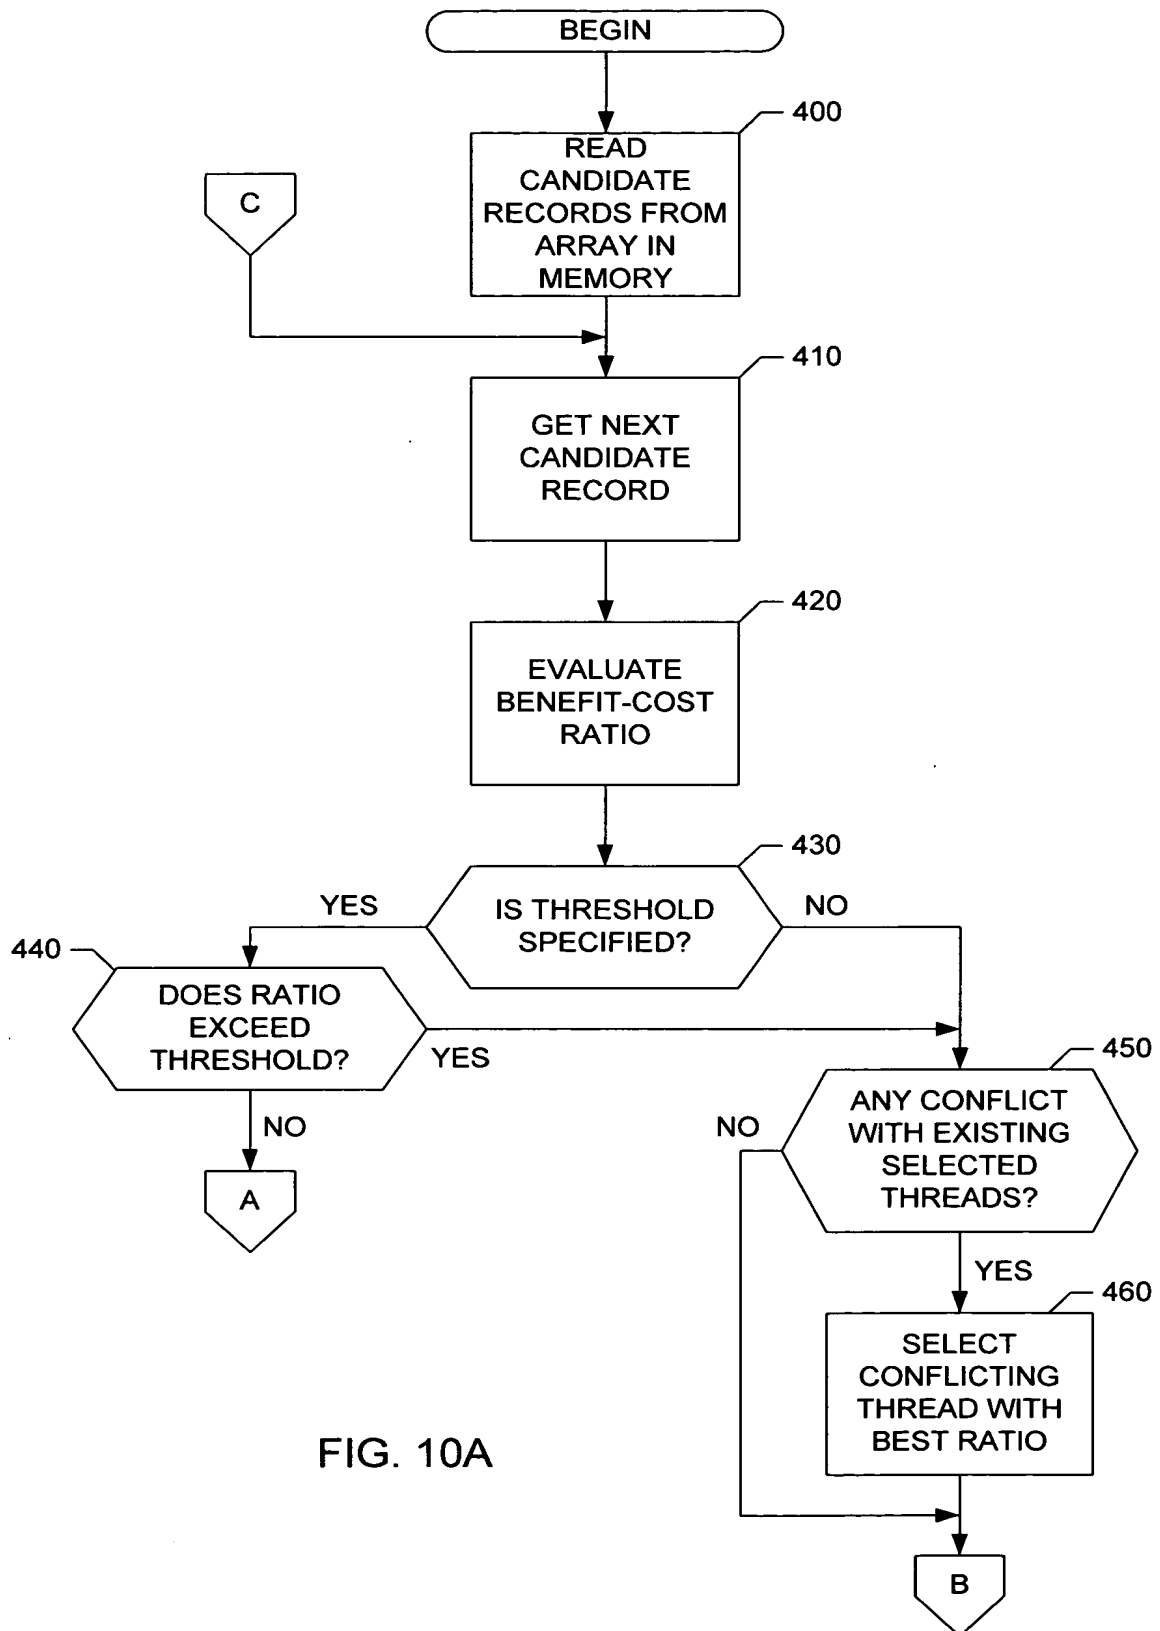 BEGIN
400
READ
CANDIDATE
RECORDS FROM
ARRAY IN
MEMORY
C
410
GET NEXT
CANDIDATE
RECORD
420
EVALUATE
BENEFIT-COST
RATIO
430
IS THRESHOLD
SPECIFIED?
YES
NO
440
DOES RATIO
EXCEED
THRESHOLD?
YES
NO
A
450
ANY CONFLICT
WITH EXISTING
SELECTED
THREADS?
NO
YES
460
SELECT
CONFLICTING
THREAD WITH
BEST RATIO
B
FIG. 10A